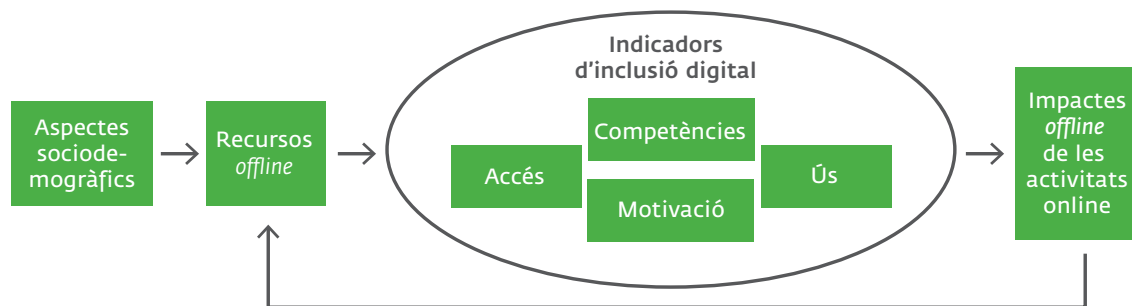 Aspectes
sociode-
mogràfics
Recursos
offline
Indicadors
d'inclusió digital
Accés
Competències
Motivació
Ús
Impactes
offline
de les
activitats
online